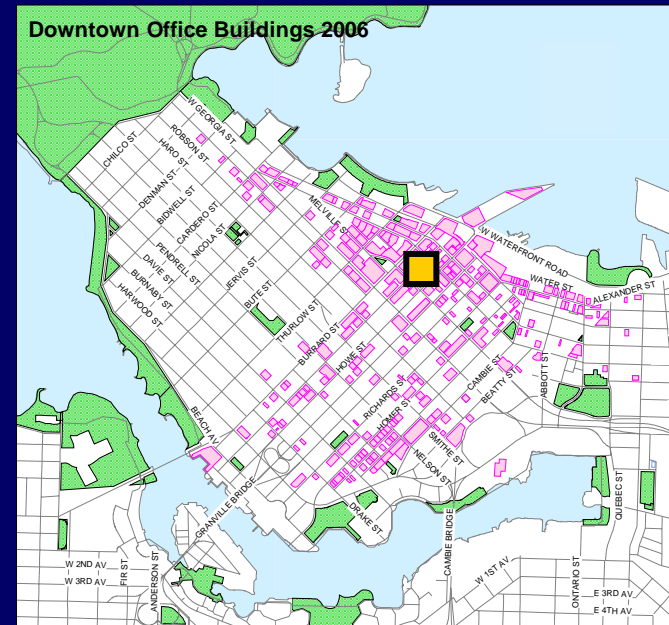 Downtown Office Buildings 2006
W GEORGIA ST
ROBSON ST
HARO ST
CHILCO ST
DENMAN ST
BIDWELL ST
CARDERO ST
NICOLA ST
PENDRELL ST
DAVIE ST
BURNABY ST
HARWOOD ST
JERVIS ST
BUTE ST
MELVILLE ST
THURLOW ST
BURRARD ST
HOWE ST
W WATERFRONT ROAD
WATER ST
ALEXANDER ST
RICHARDS ST
HOMER ST
CAMBIE ST
BEATTY ST
ABBOTT ST
SMITHE ST
NELSON ST
BEACH AV
GRANVILLE BRIDGE
DRAKE ST
CAMBIE BRIDGE
QUEBEC ST
W 2ND AV
W 3RD AV
FIR ST
ANDERSON ST
W 1ST AV
ONTARIO ST
E 3RD AV
E 4TH AV